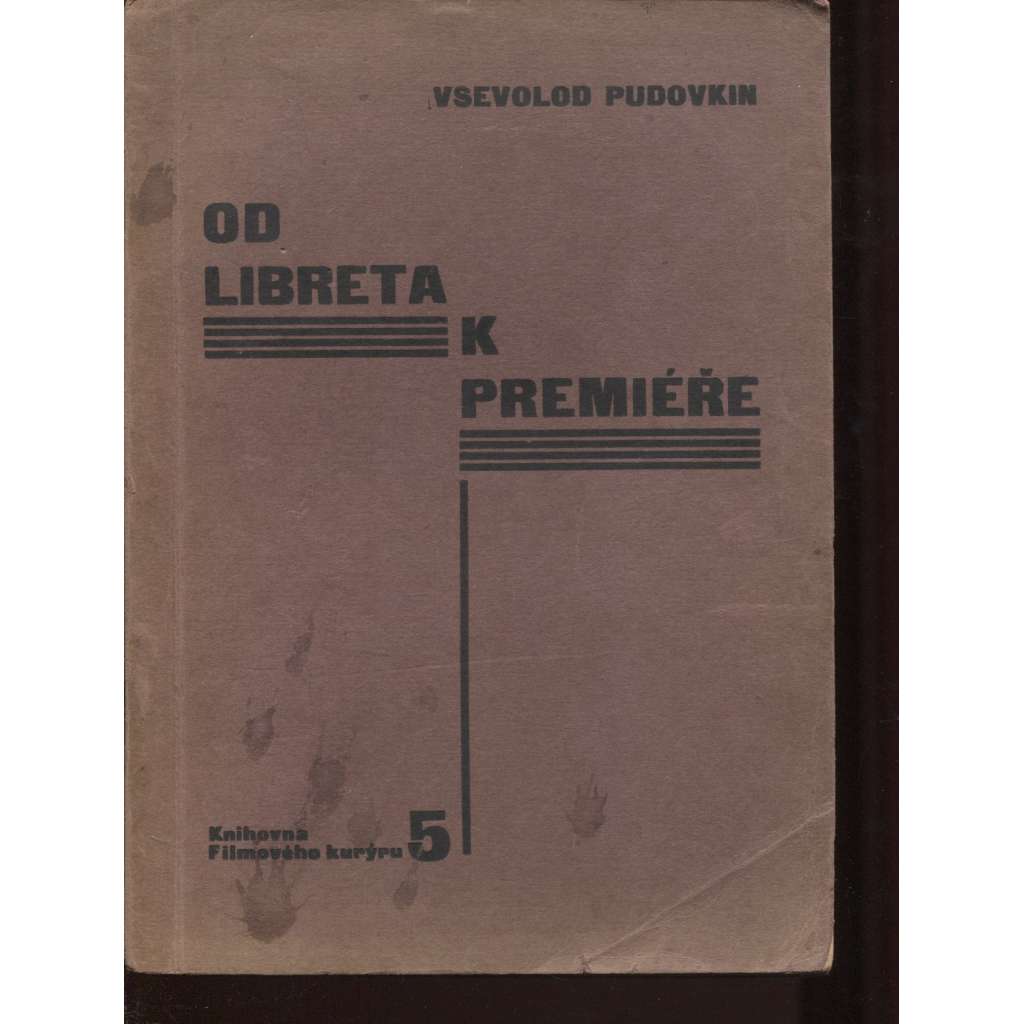 VSEVOLOD PUDOVKIN
OD
LIBRETA
K
PREMIÉŘE
Knihovna
Filmového kurýru 5